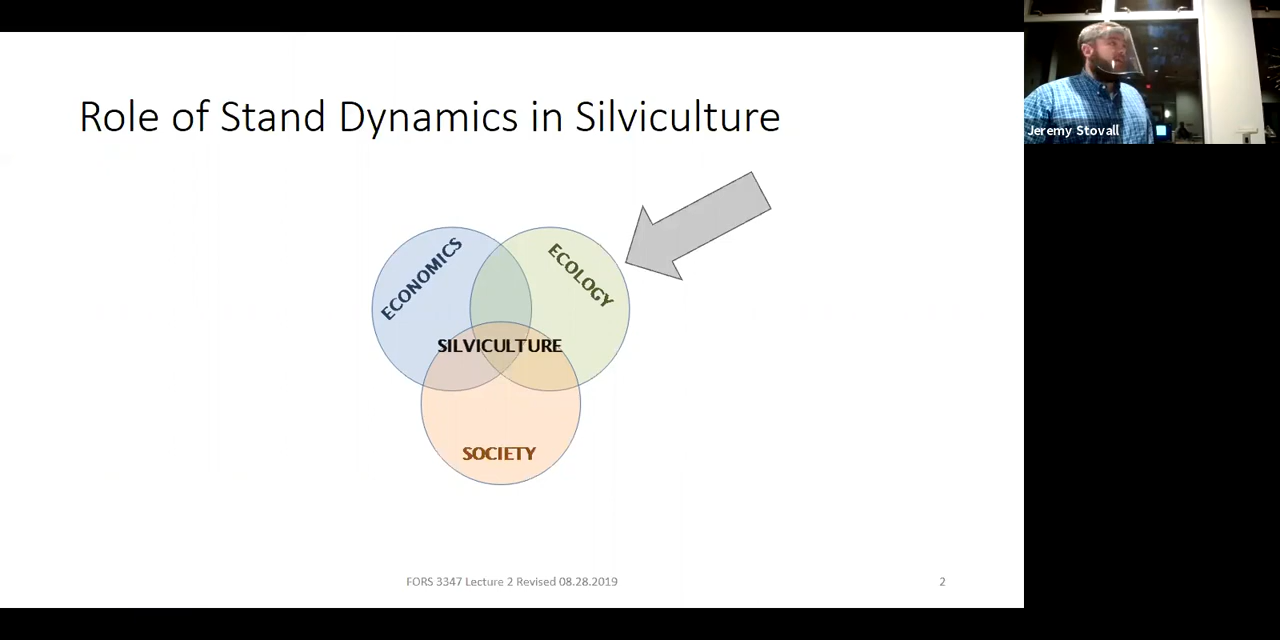 Role of Stand Dynamics in Silviculture
Jeremy Stovall
ECONOMICS
ECOLOGY
SILVICULTURE
SOCIETY
FORS 3347 Lecture 2 Revised 08.28.2019
2